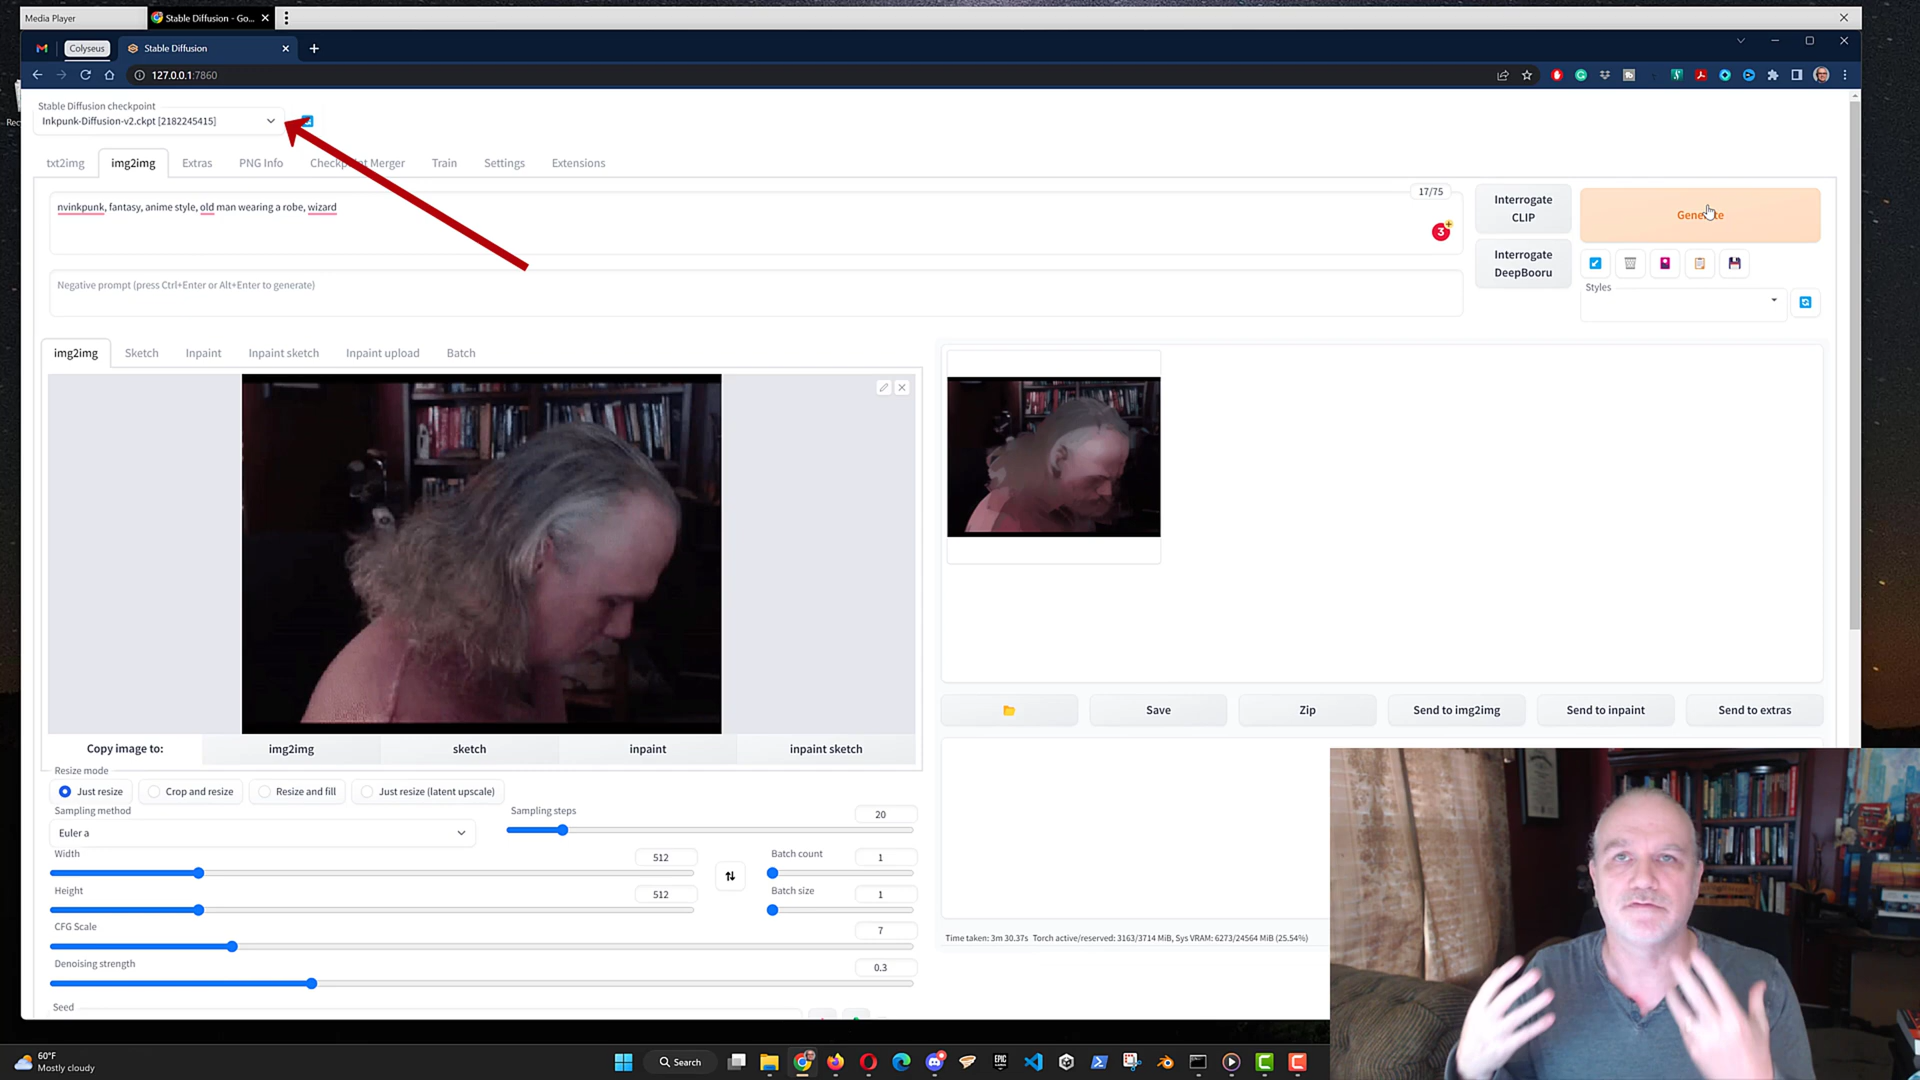 Media Player
Stable Diffusion - Go...
Colyseus
Stable Diffusion
127.0.0.1:7860
Stable Diffusion checkpoint
Inkpunk-Diffusion-v2.ckpt [2182245415]
txt2img
img2img
Extras
PNG Info
Merger
Train
Settings
Extensions
nvinkpunk, fantasy, anime style, old man wearing a robe, wizard
17/75
3
Interrogate
CLIP
Generate
Negative prompt (press Ctrl+Enter or Alt+Enter to generate)
Interrogate
DeepBooru
Styles
img2img
Sketch
Inpaint
Inpaint sketch
Inpaint upload
Batch
Copy image to:
img2img
sketch
inpaint
inpaint sketch
Save
Zip
Send to img2img
Send to inpaint
Send to extras
Resize mode
Just resize
Crop and resize
Resize and fill
Just resize (latent upscale)
Sampling method
Euler a
Sampling steps
20
Width
512
Batch count
1
Height
512
Batch size
1
CFG Scale
7
Denoising strength
0.3
Seed
Time taken: 3m 30.37s Torch active/reserved: 3163/3714 MiB, Sys VRAM: 6273/24564 MiB (25.54%)
60°F
Mostly cloudy
Search
EPIC